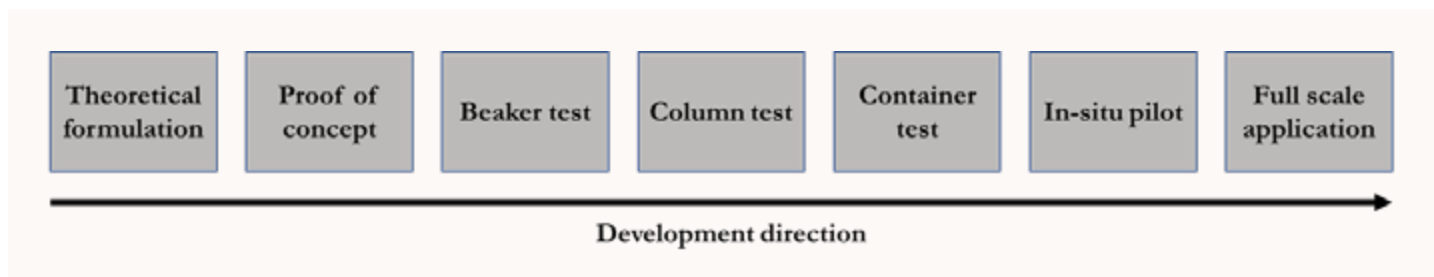 Theoretical
formulation
Proof of
concept
Beaker test
Column test
Container
test
In-situ pilot
Full scale
application
Development direction